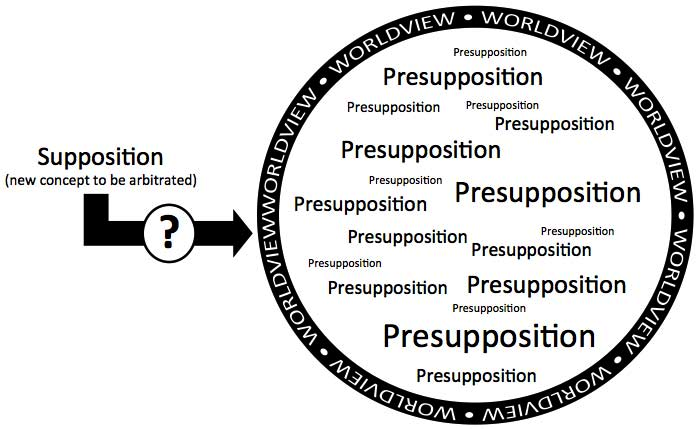 WORLDVIEW • WORLDVIEW • WORLDVIEW • WORLDVIEW • WORLDVIEW • WORLDVIEW • WORLDVIEW • WORLDVIEWWORLDVIEW •
Presupposition
Presupposition
Presupposition Presupposition
Presupposition
Presupposition
Supposition
(new concept to be arbitrated)
Presupposition
Presupposition
Presupposition
?
Presupposition
Presupposition
Presupposition
Presupposition
Presupposition
Presupposition
Presupposition
Presupposition
Presupposition